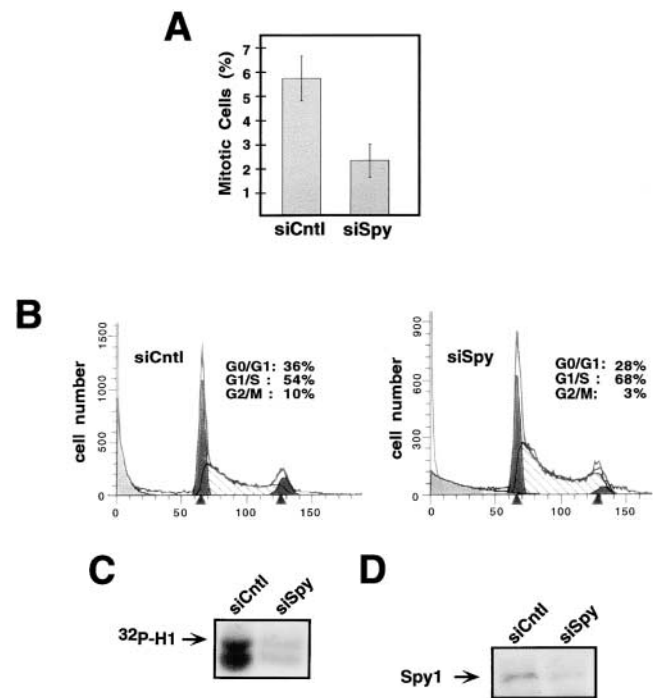 A
Mitotic Cells (%)
7
6
5
4
3
2
1
siCntl siSpy
B
cell number
1500
1000
500
0
siCntl
G0/G1: 36%
G1/S : 54%
G2/M : 10%
0 50 100 150
cell number
900
600
300
0
siSpy
G0/G1: 28%
G1/S : 68%
G2/M: 3%
0 50 100 150
C
siCntl siSpy
32P-H1
D
siCntl siSpy
Spy1